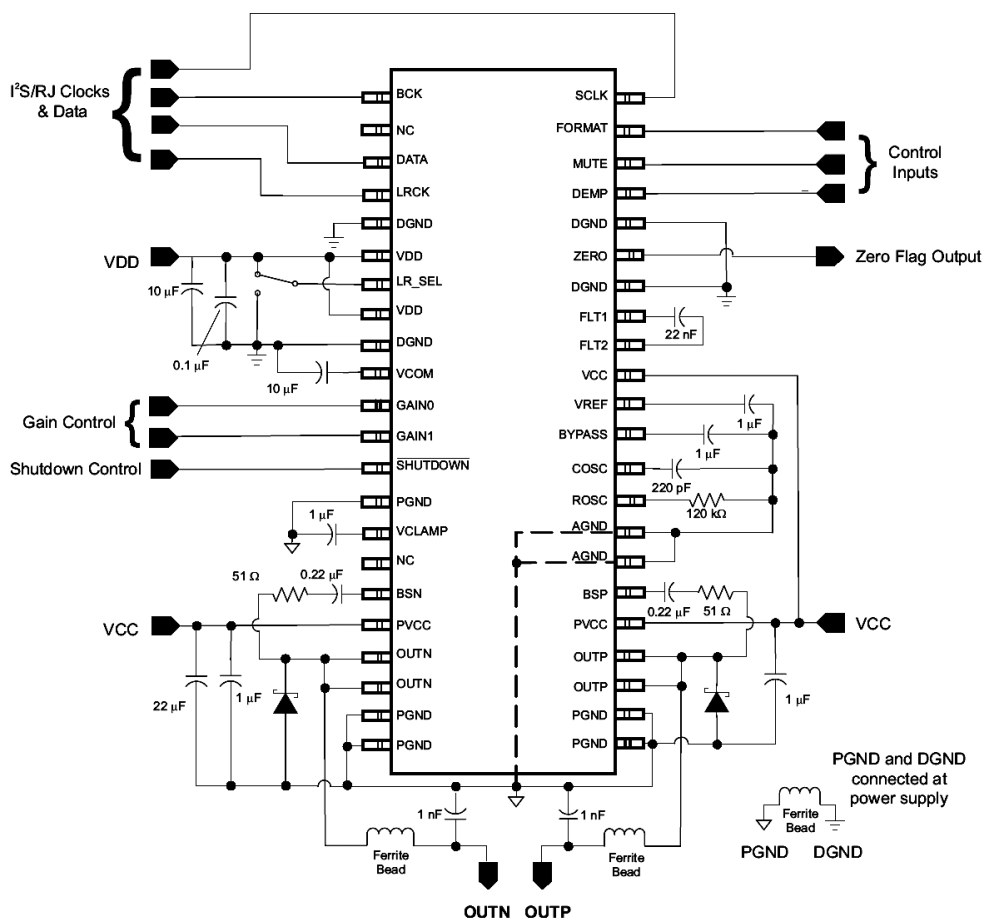 I²S/RJ Clocks
& Data
BCK
NC
DATA
LRCK
DGND
VDD
LR_SEL
VDD
DGND
VCOM
GAIN0
GAIN1
SHUTDOWN
PGND
VCLAMP
NC
BSN
PVCC
OUTN
OUTN
PGND
PGND
SCLK
FORMAT
MUTE
DEMP
DGND
ZERO
DGND
FLT1
FLT2
VCC
VREF
BYPASS
COSC
ROSC
AGND
AGND
BSP
PVCC
OUTP
OUTP
PGND
PGND
Control
Inputs
Zero Flag Output
VDD
10 µF
0.1 µF
10 µF
Gain Control
Shutdown Control
1 µF
51 Ω
0.22 µF
VCC
22 µF
1 µF
22 nF
1 µF
1 µF
220 pF
120 kΩ
0.22 µF
51 Ω
VCC
1 µF
1 nF
1 nF
Ferrite
Bead
Ferrite
Bead
OUTN
OUTP
PGND and DGND
connected at
power supply
Ferrite
Bead
PGND
DGND